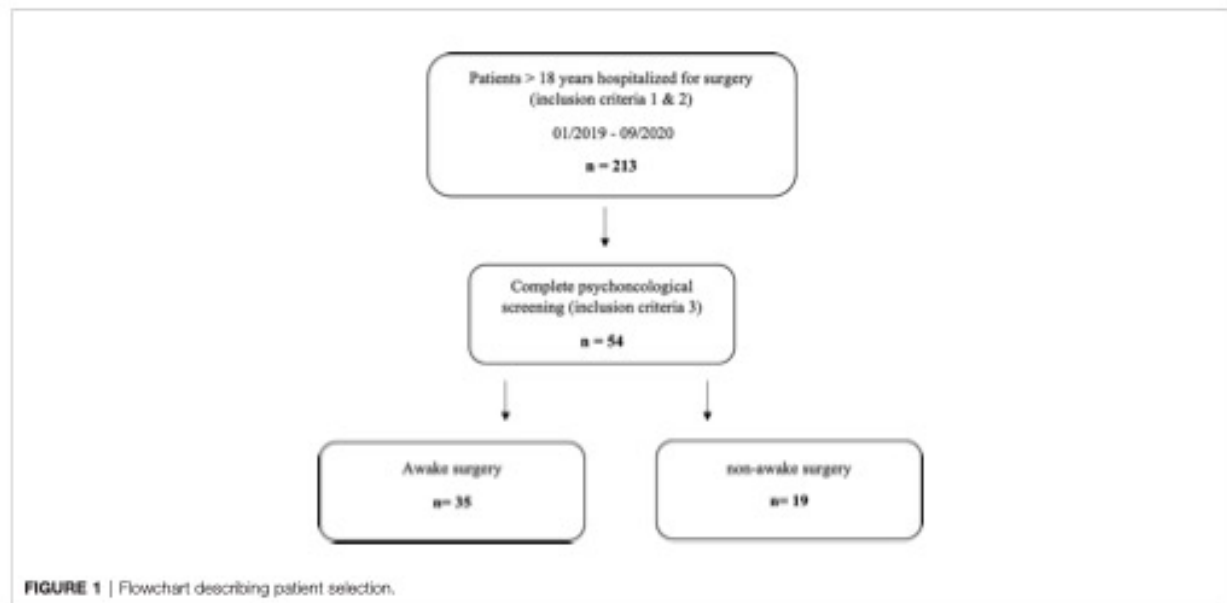 Patients > 18 years hospitalized for surgery
(inclusion criteria 1 & 2)
01/2019 - 09/2020
n = 213
Complete psychoncological
screening (inclusion criteria 3)
n = 54
Awake surgery
n= 35
non-awake surgery
n= 19
FIGURE 1 | Flowchart describing patient selection.